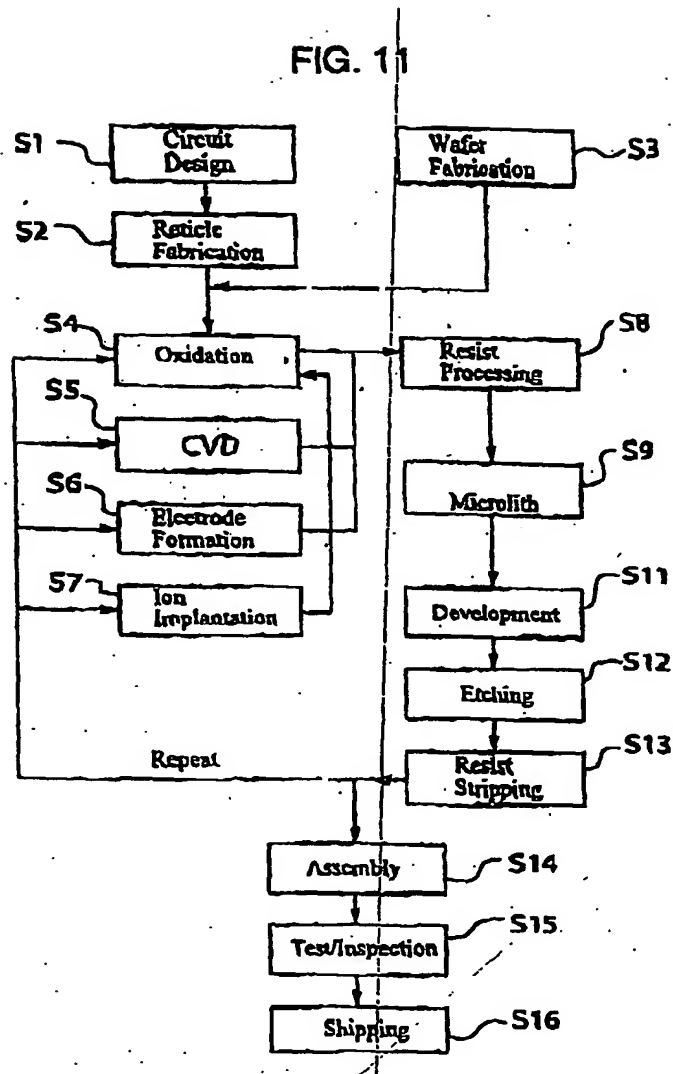 FIG. 11
S1
Circuit
Design
Wafer
Fabrication
S3
S2
Reticle
Fabrication
S4
Oxidation
Resist
Processing
S8
S5
CVD
S9
Microlith
S6
Electrode
Formation
S7
Ion
Implantation
Development
S11
Etching
S12
Repeat
Resist
Stripping
S13
Assembly
S14
Test/Inspection
S15
Shipping
S16